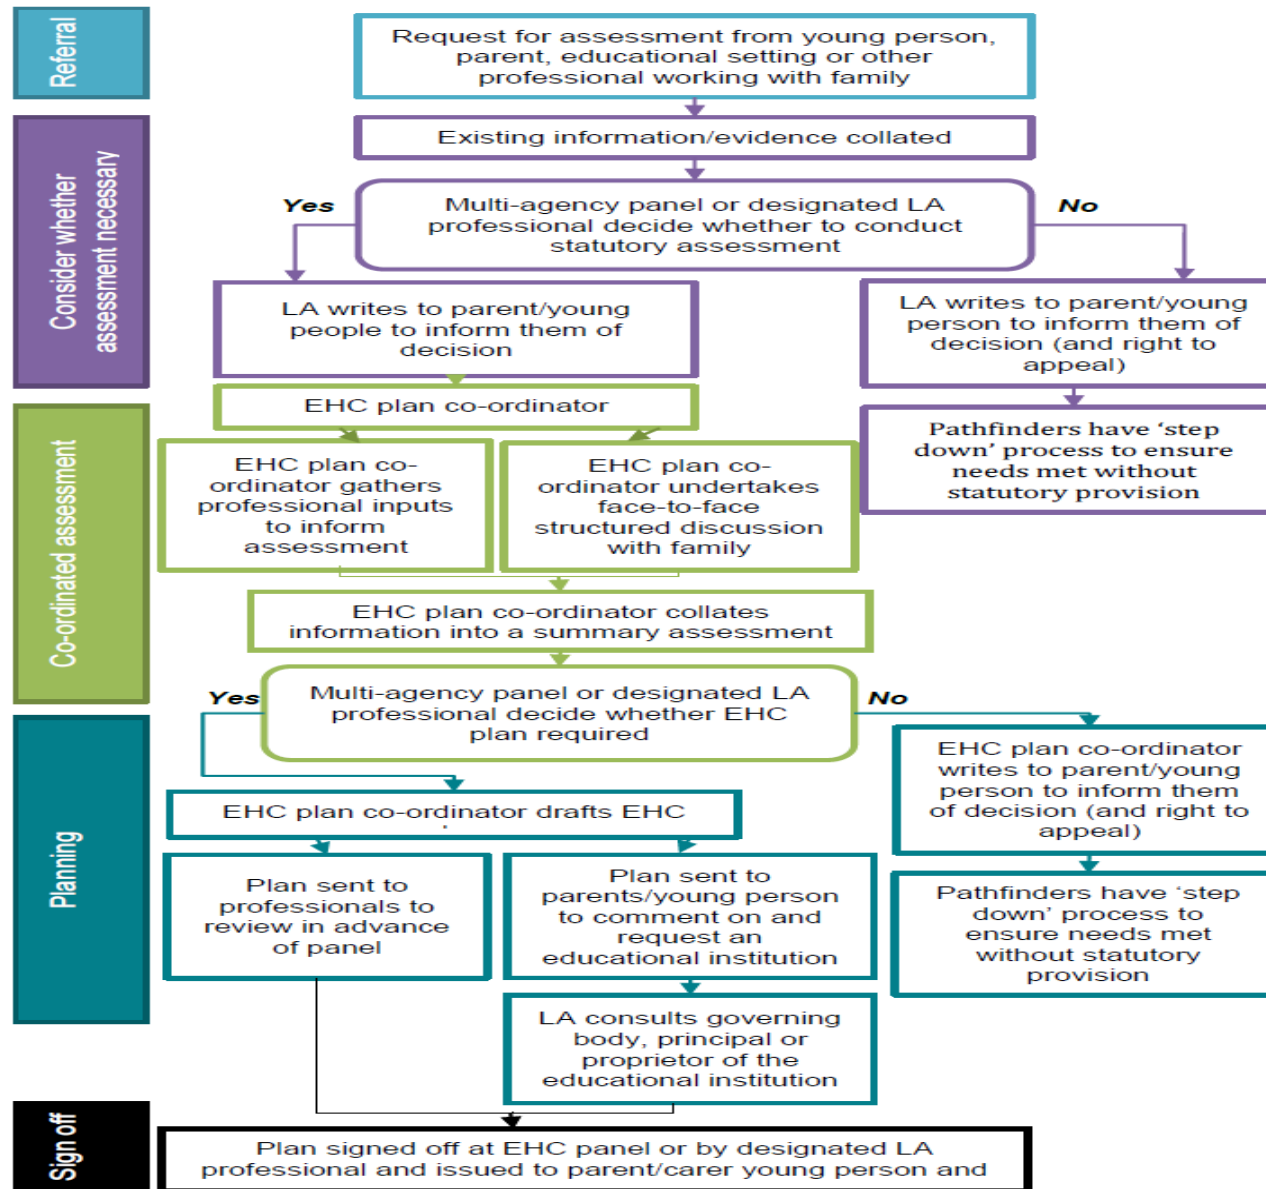 Referral
Request for assessment from young person,
parent, educational setting or other
professional working with family
Consider whether
assessment necessary
Existing information/evidence collated
Yes
Multi-agency panel or designated LA
professional decide whether to conduct
statutory assessment
No
LA writes to parent/young
people to inform them of
decision
LA writes to parent/young
person to inform them of
decision (and right to
appeal)
Pathfinders have ‘step
down’ process to ensure
needs met without
statutory provision
Co-ordinated assessment
EHC plan co-ordinator
EHC plan co-
ordinator gathers
professional inputs
to inform
assessment
EHC plan co-
ordinator undertakes
face-to-face
structured discussion
with family
EHC plan co-ordinator collates
information into a summary assessment
Yes
Multi-agency panel or designated LA
professional decide whether EHC
plan required
No
Planning
EHC plan co-ordinator
writes to parent/young
person to inform them
of decision (and right to
appeal)
EHC plan co-ordinator drafts EHC
Plan sent to
professionals to
review in advance
of panel
Plan sent to
parents/young person
to comment on and
request an
educational institution
Pathfinders have ‘step
down’ process to
ensure needs met
without statutory
provision
LA consults governing
body, principal or
proprietor of the
educational institution
Sign off
Plan signed off at EHC panel or by designated LA
professional and issued to parent/carer young person and